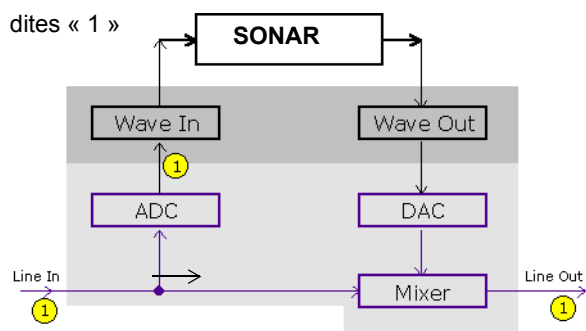 dites « 1 »
SONAR
Wave In
Wave Out
1
ADC
DAC
Line In
Line Out
1
Mixer
1